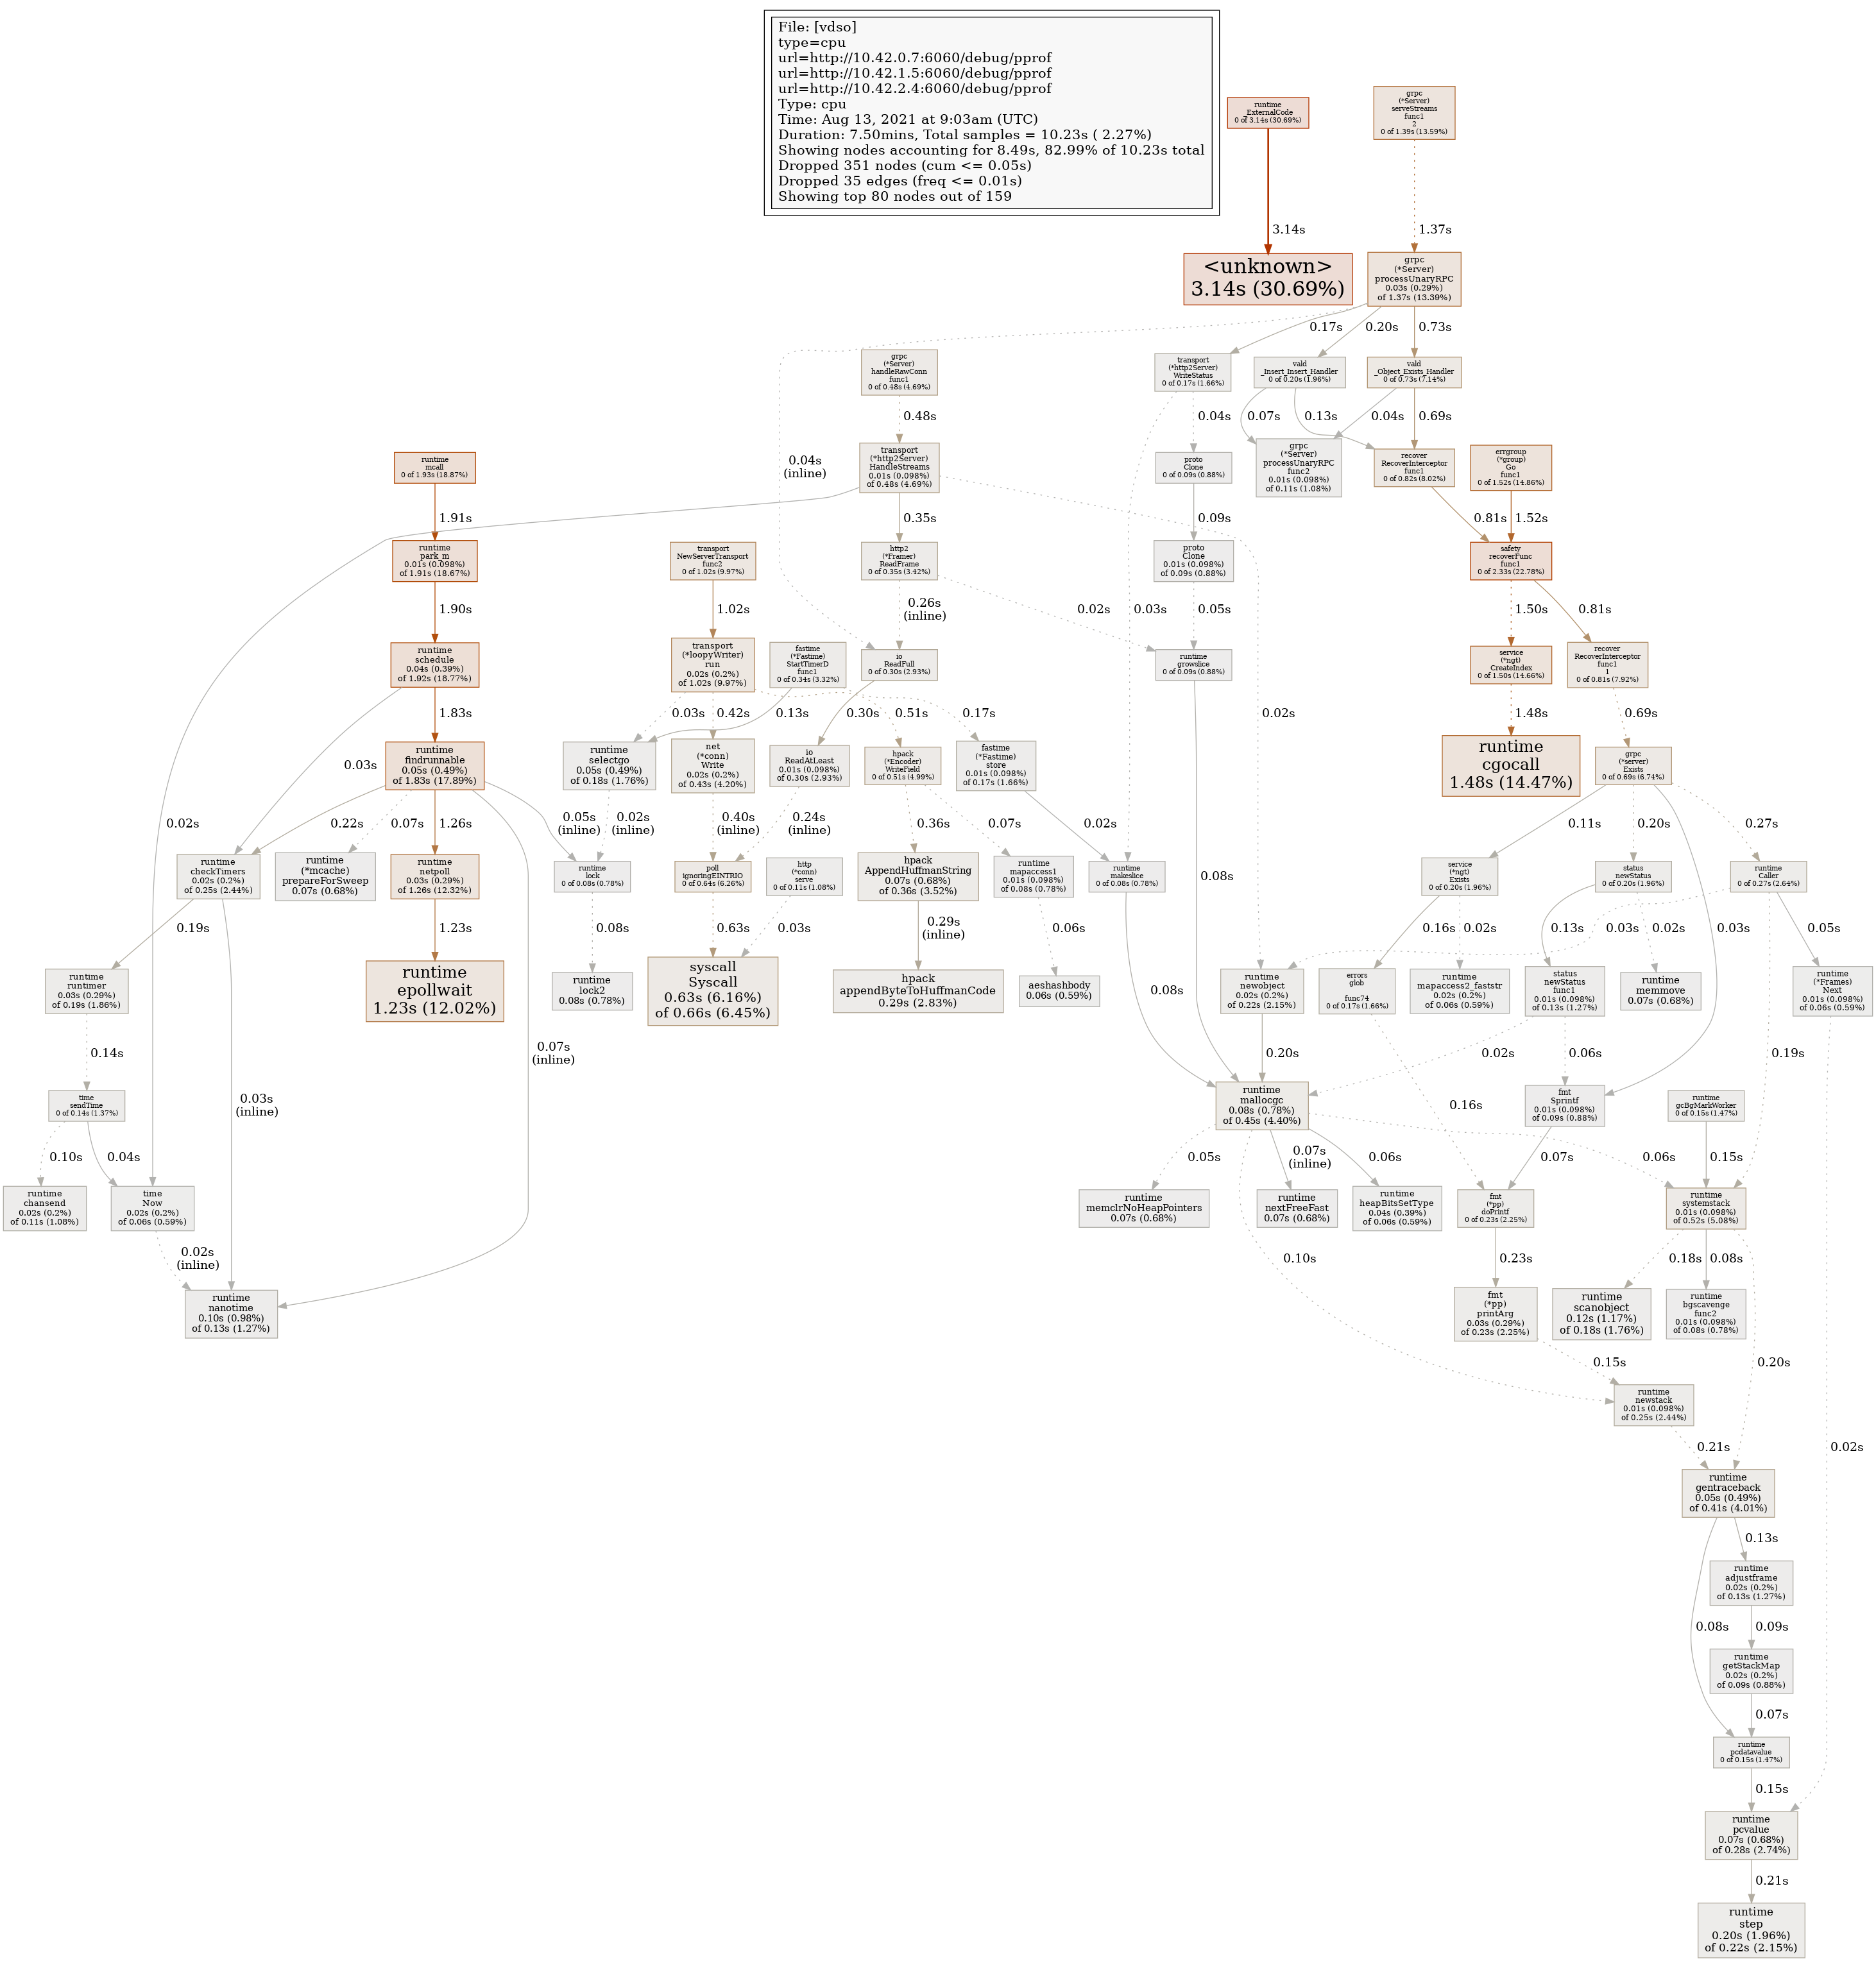 File: [vdso]
type=cpu
url=http://10.42.0.7:6060/debug/pprof
url=http://10.42.1.5:6060/debug/pprof
url=http://10.42.2.4:6060/debug/pprof
Type: cpu
Time: Aug 13, 2021 at 9:03am (UTC)
Duration: 7.50mins, Total samples = 10.23s ( 2.27%)
Showing nodes accounting for 8.49s, 82.99% of 10.23s total
Dropped 351 nodes (cum <= 0.05s)
Dropped 35 edges (freq <= 0.01s)
Showing top 80 nodes out of 159
runtime
_ExternalCode
0 of 3.14s (30.69%)
grpc
(*Server)
serveStreams
func1
2
0 of 1.39s (13.59%)
3.14s
1.37s
<unknown>
3.14s (30.69%)
grpc
(*Server)
processUnaryRPC
0.03s (0.29%)
of 1.37s (13.39%)
0.17s
0.20s
0.73s
grpc
(*Server)
handleRawConn
func1
0 of 0.48s (4.69%)
transport
(*http2Server)
WriteStatus
0 of 0.17s (1.66%)
vald
_Insert_Insert_Handler
0 of 0.20s (1.96%)
vald
_Object_Exists_Handler
0 of 0.73s (7.14%)
0.48s
0.04s
0.07s
0.13s
0.04s
0.69s
runtime
mcall
0 of 1.93s (18.87%)
0.04s
(inline)
transport
(*http2Server)
HandleStreams
0.01s (0.098%)
of 0.48s (4.69%)
proto
Clone
0 of 0.09s (0.88%)
grpc
(*Server)
processUnaryRPC
func2
0.01s (0.098%)
of 0.11s (1.08%)
recover
RecoverInterceptor
func1
0 of 0.82s (8.02%)
errgroup
(*group)
Go
func1
0 of 1.52s (14.86%)
1.91s
0.35s
0.09s
0.81s
1.52s
runtime
park_m
0.01s (0.098%)
of 1.91s (18.67%)
transport
NewServerTransport
func2
0 of 1.02s (9.97%)
http2
(*Framer)
ReadFrame
0 of 0.35s (3.42%)
proto
Clone
0.01s (0.098%)
of 0.09s (0.88%)
safety
recoverFunc
func1
0 of 2.33s (22.78%)
1.90s
1.02s
0.26s
(inline)
0.02s
0.03s
0.05s
1.50s
0.81s
runtime
schedule
0.04s (0.39%)
of 1.92s (18.77%)
transport
(*loopyWriter)
run
0.02s (0.2%)
of 1.02s (9.97%)
fastime
(*Fastime)
StartTimerD
func1
0 of 0.34s (3.32%)
io
ReadFull
0 of 0.30s (2.93%)
runtime
growslice
0 of 0.09s (0.88%)
service
(*ngt)
CreateIndex
0 of 1.50s (14.66%)
recover
RecoverInterceptor
func1
1
0 of 0.81s (7.92%)
1.83s
0.03s
0.42s
0.13s
0.30s
0.51s
0.17s
0.02s
1.48s
0.69s
0.03s
runtime
findrunnable
0.05s (0.49%)
of 1.83s (17.89%)
runtime
selectgo
0.05s (0.49%)
of 0.18s (1.76%)
net
(*conn)
Write
0.02s (0.2%)
of 0.43s (4.20%)
io
ReadAtLeast
0.01s (0.098%)
of 0.30s (2.93%)
hpack
(*Encoder)
WriteField
0 of 0.51s (4.99%)
fastime
(*Fastime)
store
0.01s (0.098%)
of 0.17s (1.66%)
runtime
cgocall
1.48s (14.47%)
grpc
(*server)
Exists
0 of 0.69s (6.74%)
0.02s
0.22s
0.07s
1.26s
0.05s
(inline)
0.02s
(inline)
0.40s
(inline)
0.24s
(inline)
0.36s
0.07s
0.02s
0.08s
0.11s
0.20s
0.03s
0.27s
runtime
checkTimers
0.02s (0.2%)
of 0.25s (2.44%)
runtime
(*mcache)
prepareForSweep
0.07s (0.68%)
runtime
netpoll
0.03s (0.29%)
of 1.26s (12.32%)
runtime
lock
0 of 0.08s (0.78%)
poll
ignoringEINTRIO
0 of 0.64s (6.26%)
http
(*conn)
serve
0 of 0.11s (1.08%)
hpack
AppendHuffmanString
0.07s (0.68%)
of 0.36s (3.52%)
runtime
mapaccess1
0.01s (0.098%)
of 0.08s (0.78%)
runtime
makeslice
0 of 0.08s (0.78%)
service
(*ngt)
Exists
0 of 0.20s (1.96%)
status
newStatus
0 of 0.20s (1.96%)
runtime
Caller
0 of 0.27s (2.64%)
0.19s
1.23s
0.08s
0.63s
0.03s
0.29s
(inline)
0.06s
0.08s
0.16s
0.02s
0.13s
0.02s
0.03s
0.05s
runtime
runtimer
0.03s (0.29%)
of 0.19s (1.86%)
runtime
epollwait
1.23s (12.02%)
runtime
lock2
0.08s (0.78%)
syscall
Syscall
0.63s (6.16%)
of 0.66s (6.45%)
hpack
appendByteToHuffmanCode
0.29s (2.83%)
aeshashbody
0.06s (0.59%)
runtime
newobject
0.02s (0.2%)
of 0.22s (2.15%)
errors
glob

func74
0 of 0.17s (1.66%)
runtime
mapaccess2_faststr
0.02s (0.2%)
of 0.06s (0.59%)
status
newStatus
func1
0.01s (0.098%)
of 0.13s (1.27%)
runtime
memmove
0.07s (0.68%)
runtime
(*Frames)
Next
0.01s (0.098%)
of 0.06s (0.59%)
0.14s
0.07s
(inline)
0.20s
0.02s
0.06s
0.19s
time
sendTime
0 of 0.14s (1.37%)
0.03s
(inline)
runtime
mallocgc
0.08s (0.78%)
of 0.45s (4.40%)
0.16s
fmt
Sprintf
0.01s (0.098%)
of 0.09s (0.88%)
runtime
gcBgMarkWorker
0 of 0.15s (1.47%)
0.10s
0.04s
0.05s
0.07s
(inline)
0.06s
0.07s
0.06s
0.15s
runtime
chansend
0.02s (0.2%)
of 0.11s (1.08%)
time
Now
0.02s (0.2%)
of 0.06s (0.59%)
runtime
memclrNoHeapPointers
0.07s (0.68%)
runtime
nextFreeFast
0.07s (0.68%)
runtime
heapBitsSetType
0.04s (0.39%)
of 0.06s (0.59%)
fmt
(*pp)
doPrintf
0 of 0.23s (2.25%)
runtime
systemstack
0.01s (0.098%)
of 0.52s (5.08%)
0.02s
(inline)
0.10s
0.23s
0.18s
0.08s
runtime
nanotime
0.10s (0.98%)
of 0.13s (1.27%)
fmt
(*pp)
printArg
0.03s (0.29%)
of 0.23s (2.25%)
runtime
scanobject
0.12s (1.17%)
of 0.18s (1.76%)
runtime
bgscavenge
func2
0.01s (0.098%)
of 0.08s (0.78%)
0.15s
0.20s
runtime
newstack
0.01s (0.098%)
of 0.25s (2.44%)
0.21s
0.02s
runtime
gentraceback
0.05s (0.49%)
of 0.41s (4.01%)
0.13s
runtime
adjustframe
0.02s (0.2%)
of 0.13s (1.27%)
0.08s
0.09s
runtime
getStackMap
0.02s (0.2%)
of 0.09s (0.88%)
0.07s
runtime
pcdatavalue
0 of 0.15s (1.47%)
0.15s
runtime
pcvalue
0.07s (0.68%)
of 0.28s (2.74%)
0.21s
runtime
step
0.20s (1.96%)
of 0.22s (2.15%)